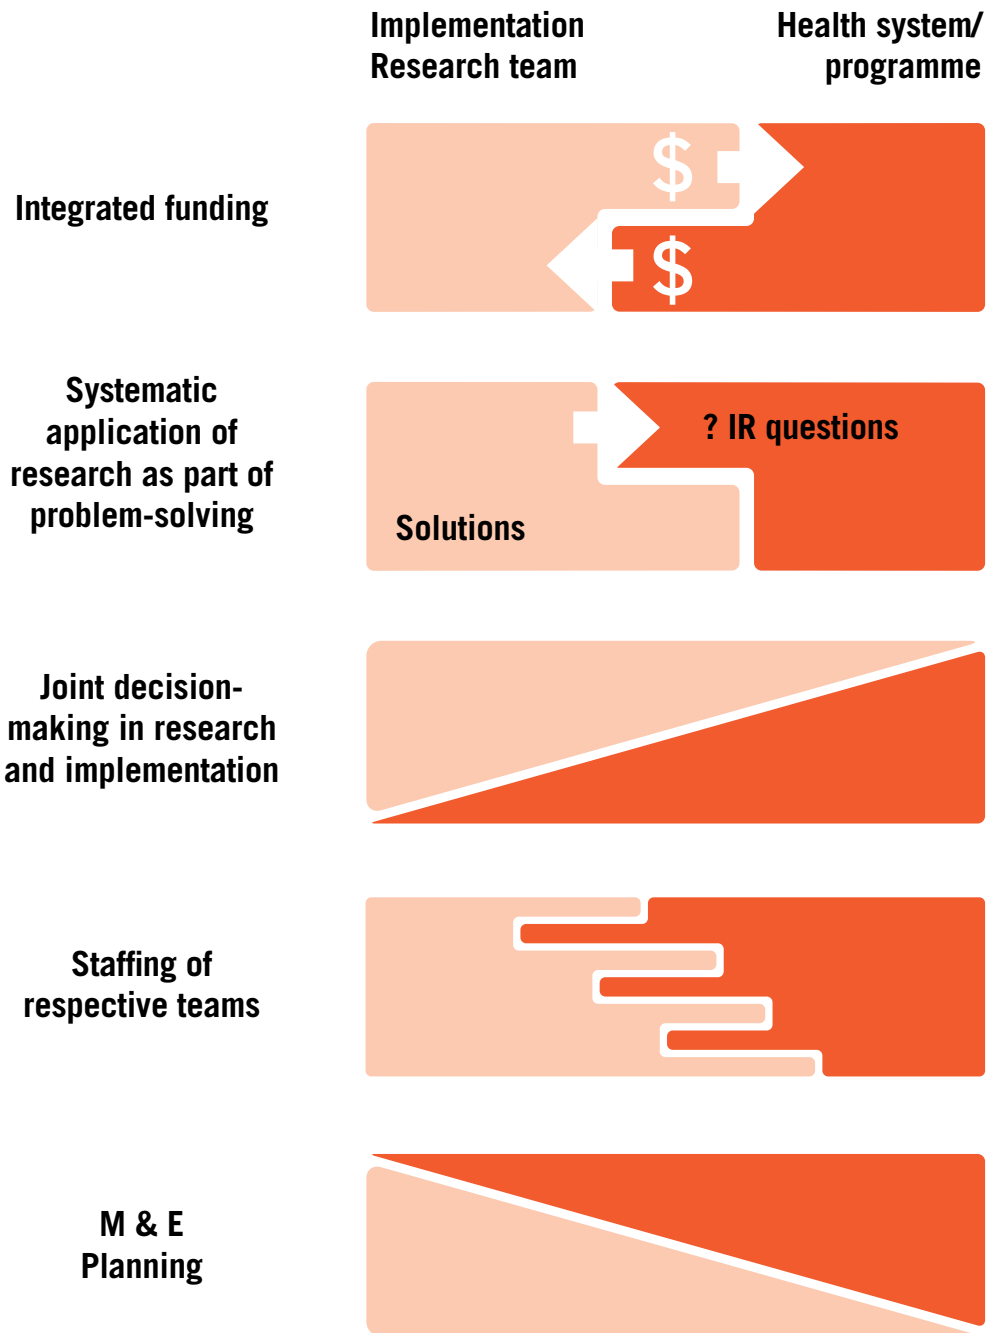 Implementation
Research team
Health system/
programme
Integrated funding
$
$
Systematic
application of
research as part of
problem-solving
? IR questions
Solutions
Joint decision-
making in research
and implementation
Staffing of
respective teams
M & E
Planning